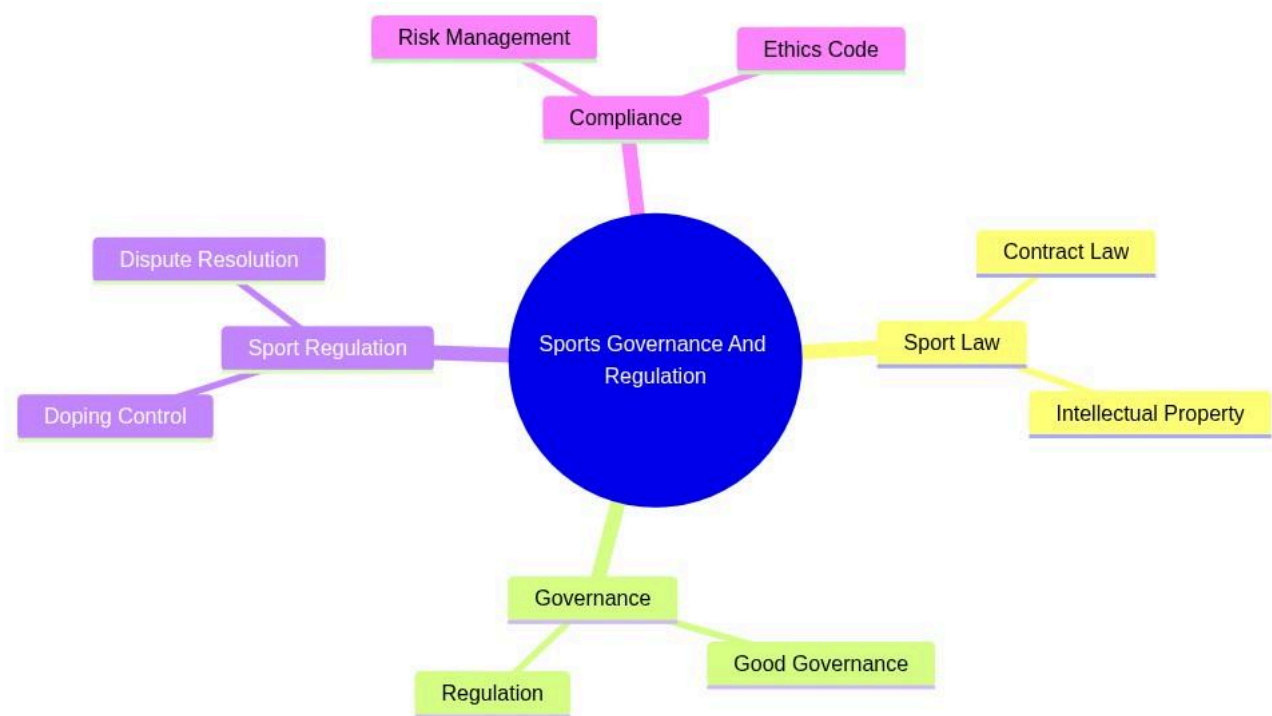 Risk Management
Ethics Code
Compliance
Dispute Resolution
Contract Law
Sport Regulation
Sports Governance And
Regulation
Sport Law
Doping Control
Intellectual Property
Governance
Good Governance
Regulation